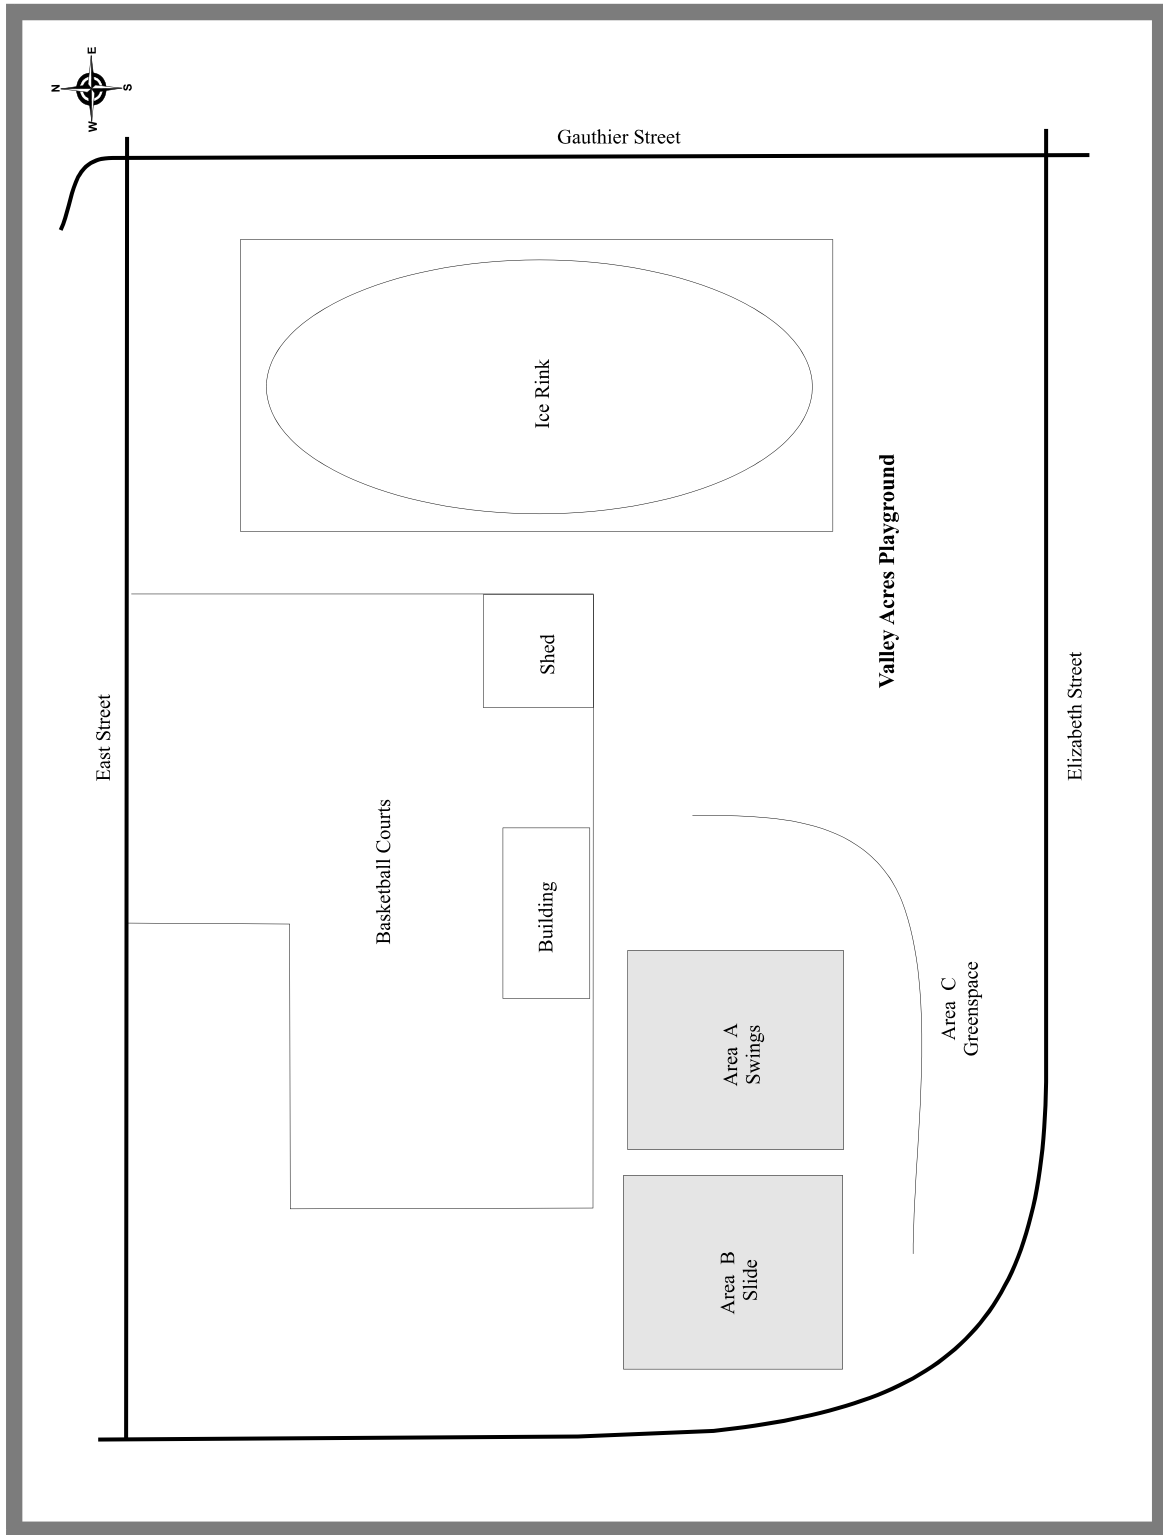 E
N
S
W
Gauthier Street
Ice Rink
Valley Acres Playground
Shed
East Street
Elizabeth Street
Basketball Courts
Building
Area C
Greenspace
Area A
Swings
Area B
Slide